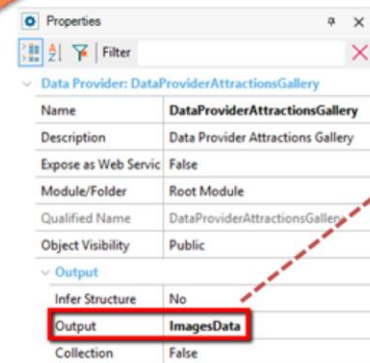 Properties
Filter
Data Provider: DataProviderAttractionsGallery
Name DataProviderAttractionsGallery
Description Data Provider Attractions Gallery
Expose as Web Servic False
Module/Folder Root Module
Qualified Name DataProviderAttractionsGallery
Object Visibility Public
Output
Infer Structure No
Output ImagesData
Collection False